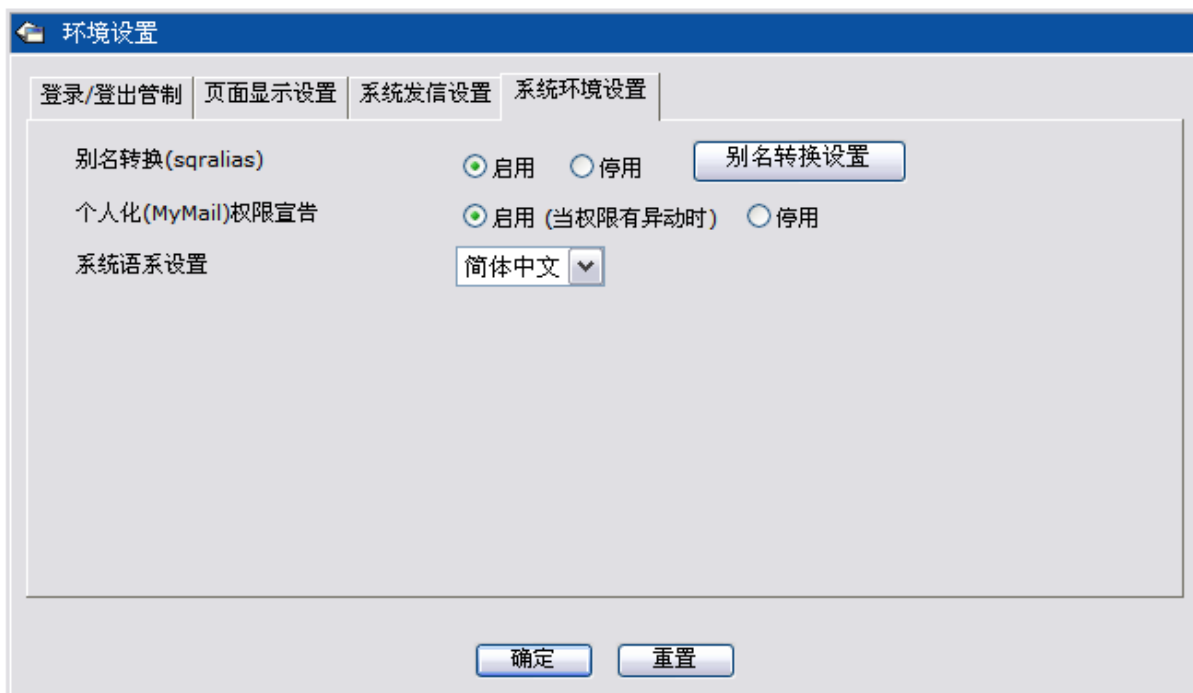 环境设置
登录/登出管制 页面显示设置 系统发信设置 系统环境设置
别名转换(sqralias) 启用 停用 别名转换设置
个人化(MyMail)权限宣告 启用 (当权限有异动时) 停用
系统语系设置 简体中文
确定 重置